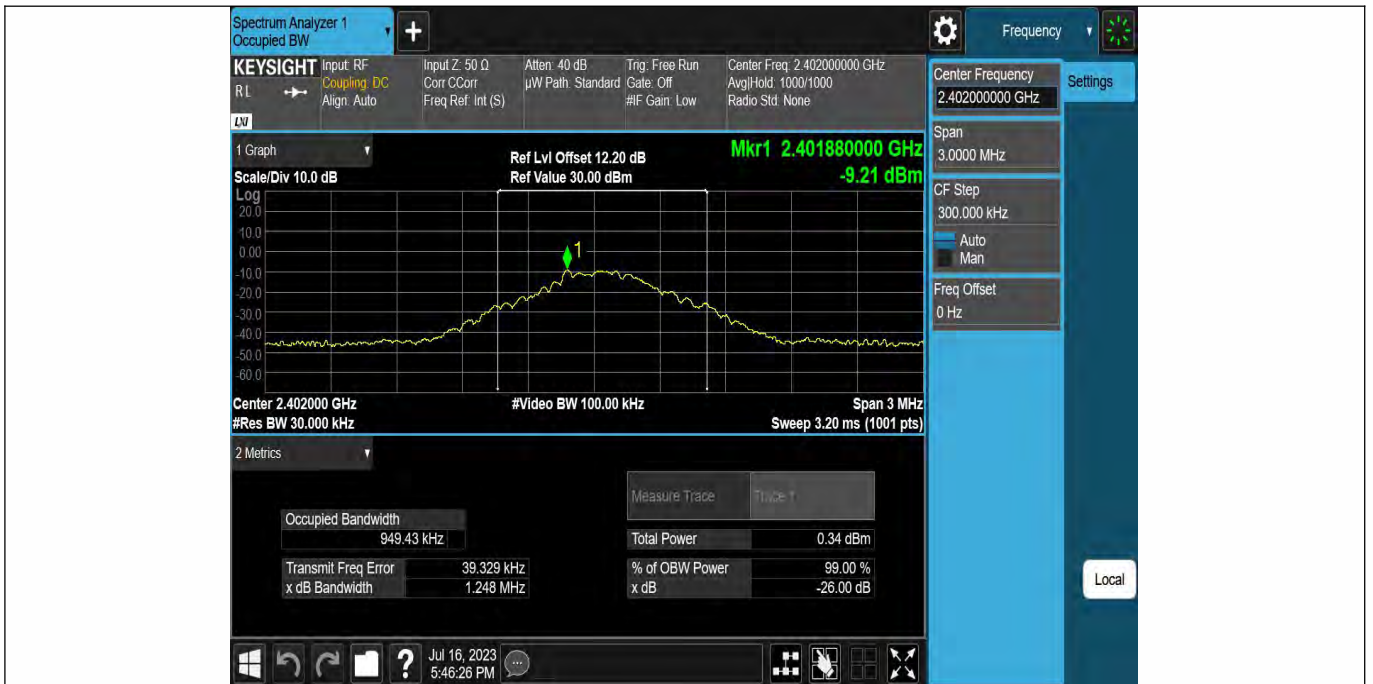 Spectrum Analyzer 1
Occupied BW
+
Frequency
KEYSIGHT
RL
LXI
Input: RF
Coupling: DC
Align: Auto
Input Z: 50 Ω
Corr CCorr
Freq Ref: Int (S)
Atten: 40 dB
µW Path: Standard
Trig: Free Run
Gate: Off
#IF Gain: Low
Center Freq: 2.402000000 GHz
Avg|Hold: 1000/1000
Radio Std: None
Center Frequency
2.402000000 GHz
Settings
Span
3.0000 MHz
CF Step
300.000 kHz
Auto
Man
Freq Offset
0 Hz
1 Graph
Scale/Div 10.0 dB
Ref Lvl Offset 12.20 dB
Ref Value 30.00 dBm
Mkr1 2.401880000 GHz
-9.21 dBm
Log
20.0
10.0
0.00
-10.0
-20.0
-30.0
-40.0
-50.0
-60.0
1
Center 2.402000 GHz
#Res BW 30.000 kHz
#Video BW 100.00 kHz
Span 3 MHz
Sweep 3.20 ms (1001 pts)
2 Metrics
Measure Trace
Trace 1
Occupied Bandwidth
949.43 kHz
Total Power
0.34 dBm
Transmit Freq Error
39.329 kHz
% of OBW Power
99.00 %
x dB Bandwidth
1.248 MHz
x dB
-26.00 dB
Local
?
Jul 16, 2023
5:46:26 PM